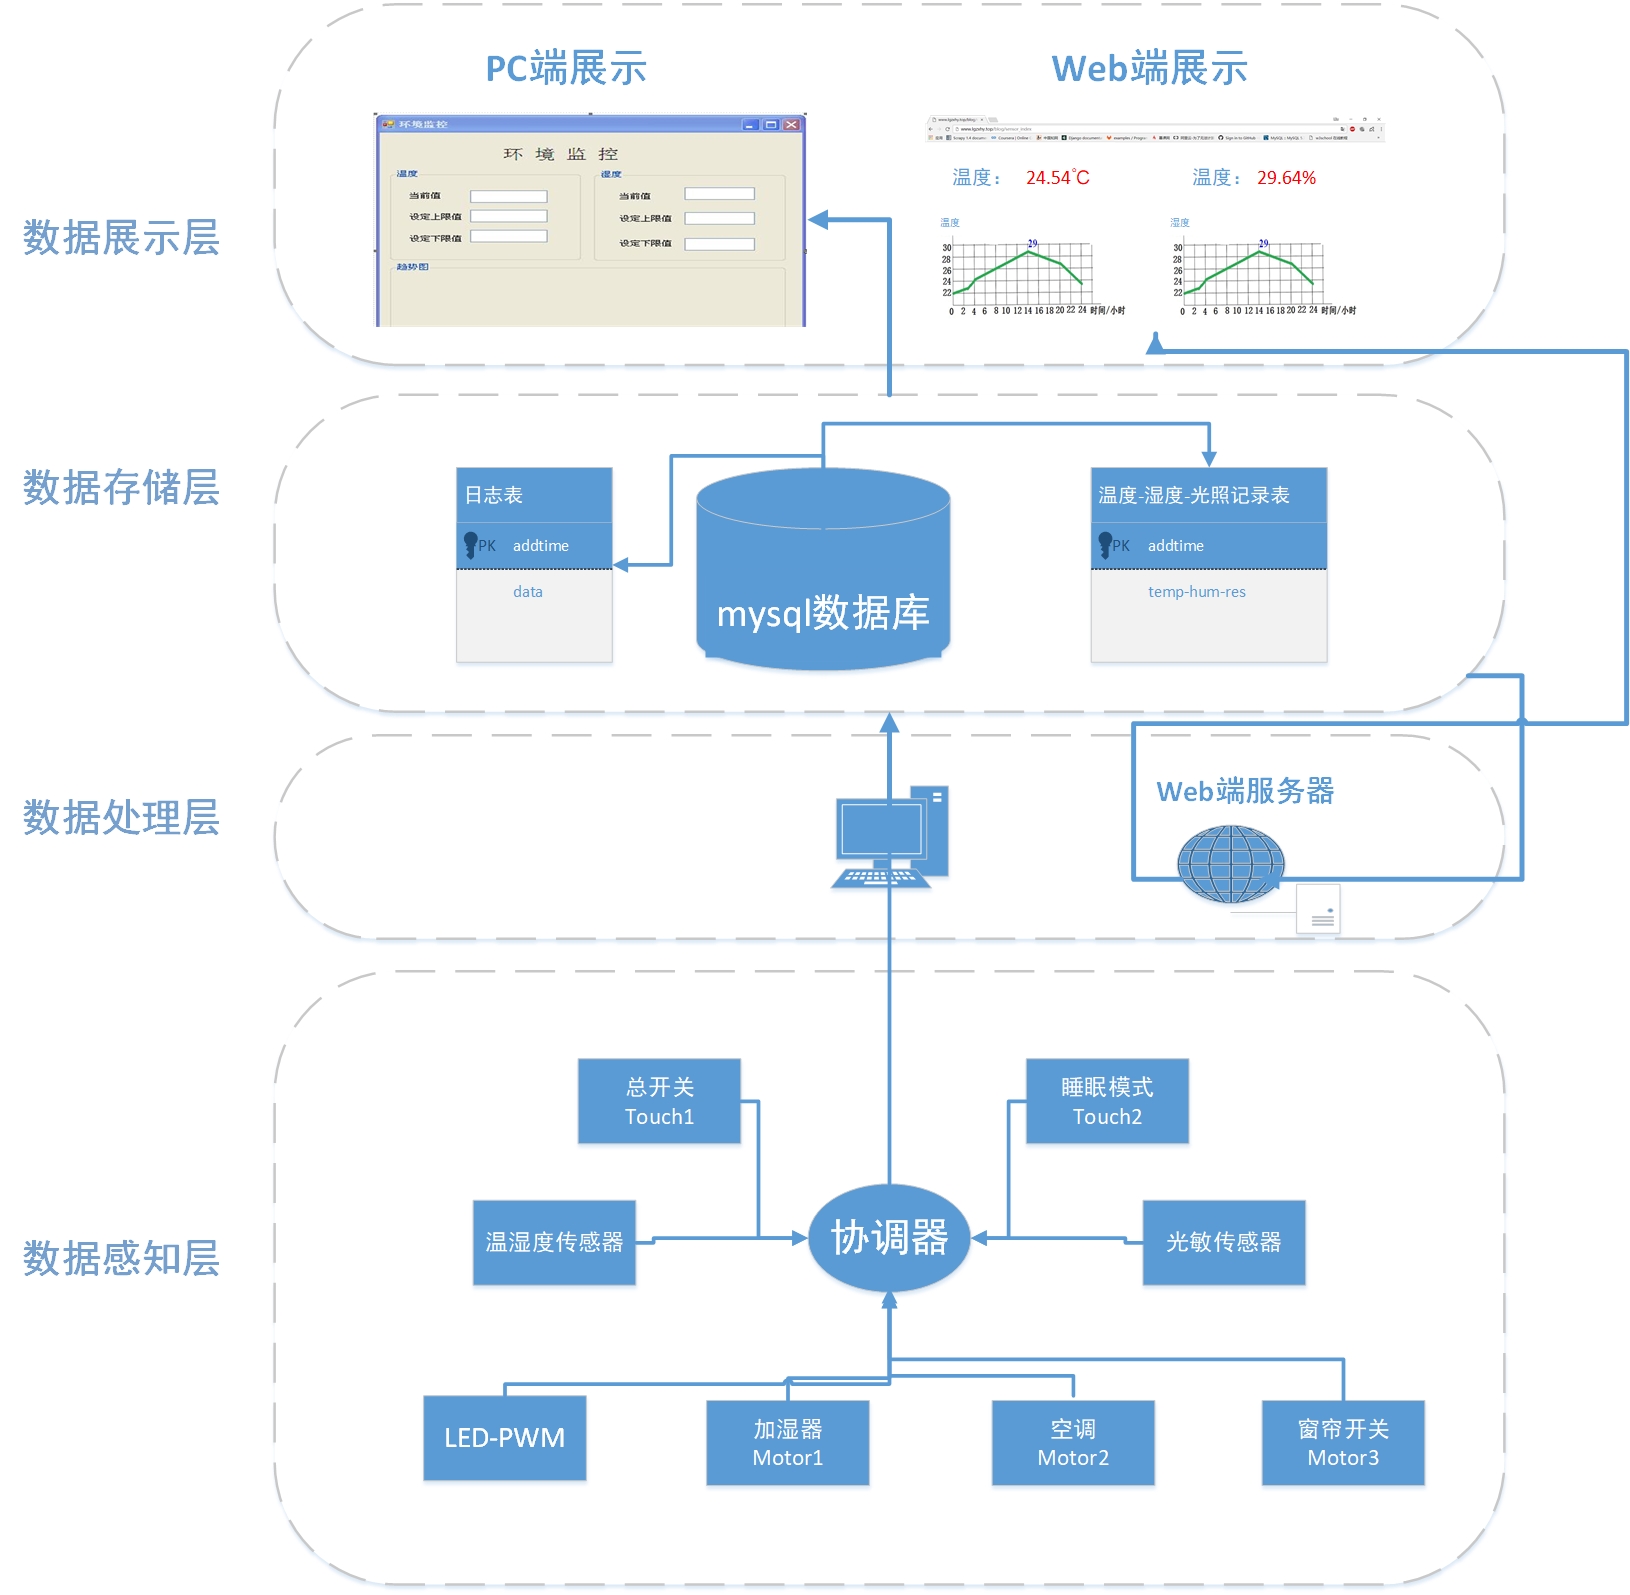 PC端展示
Web端展示
环境监控
环 境 监 控
温度
当前值
设定上限值
设定下限值
湿度
当前值
设定上限值
设定下限值
趋势图
温度： 24.54℃
温度： 29.64%
温度
29
30
28
26
24
22
0 2 4 6 8 10 12 14 16 18 20 22 24 时间/小时
湿度
29
30
28
26
24
22
0 2 4 6 8 10 12 14 16 18 20 22 24 时间/小时
数据展示层
数据存储层
日志表
PK addtime
data
mysql数据库
温度-湿度-光照记录表
PK addtime
temp-hum-res
数据处理层
Web端服务器
数据感知层
总开关
Touch1
睡眠模式
Touch2
温湿度传感器
协调器
光敏传感器
LED-PWM
加湿器
Motor1
空调
Motor2
窗帘开关
Motor3